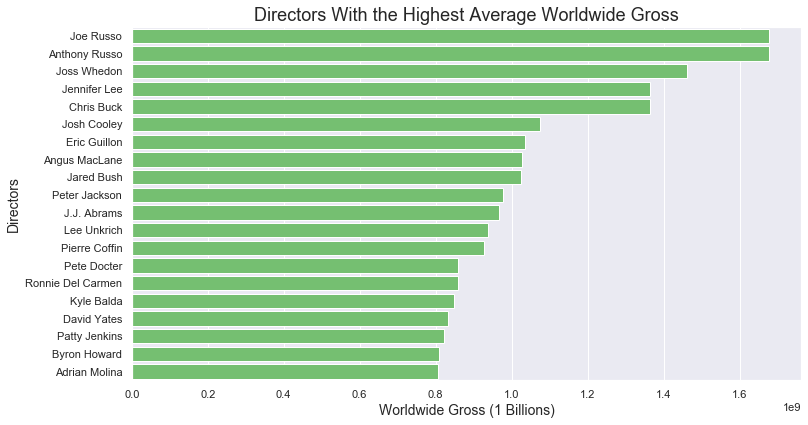 Directors With the Highest Average Worldwide Gross
Joe Russo
Anthony Russo
Joss Whedon
Jennifer Lee
Chris Buck
Josh Cooley
Eric Guillon
Angus MacLane
Jared Bush
Peter Jackson
J.J. Abrams
Lee Unkrich
Pierre Coffin
Pete Docter
Ronnie Del Carmen
Kyle Balda
David Yates
Patty Jenkins
Byron Howard
Adrian Molina
Directors
0.0 0.2 0.4 0.6 0.8 1.0 1.2 1.4 1.6
1e9
Worldwide Gross (1 Billions)